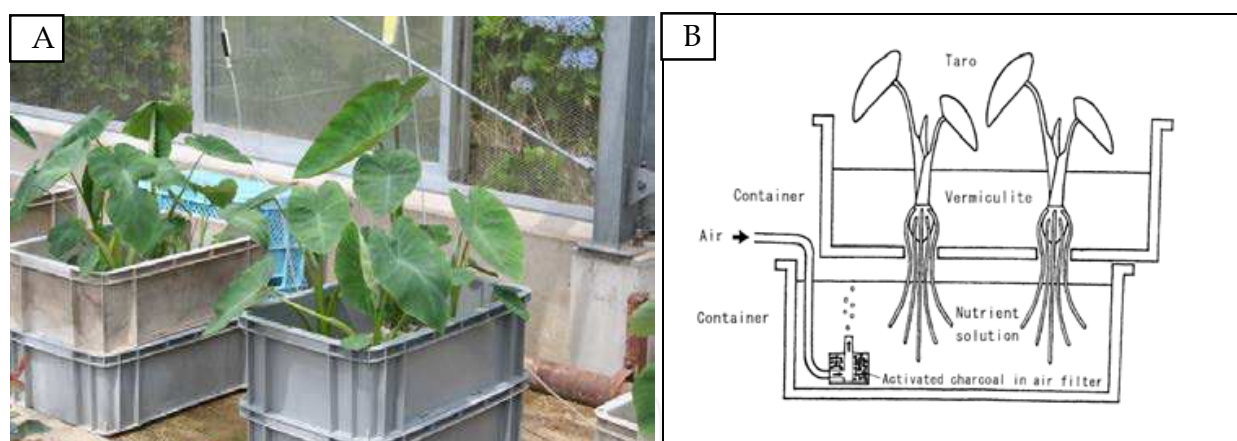 A
B
Taro
Container
Vermiculite
Air
Container
Nutrient
solution
Activated charcoal in air filter